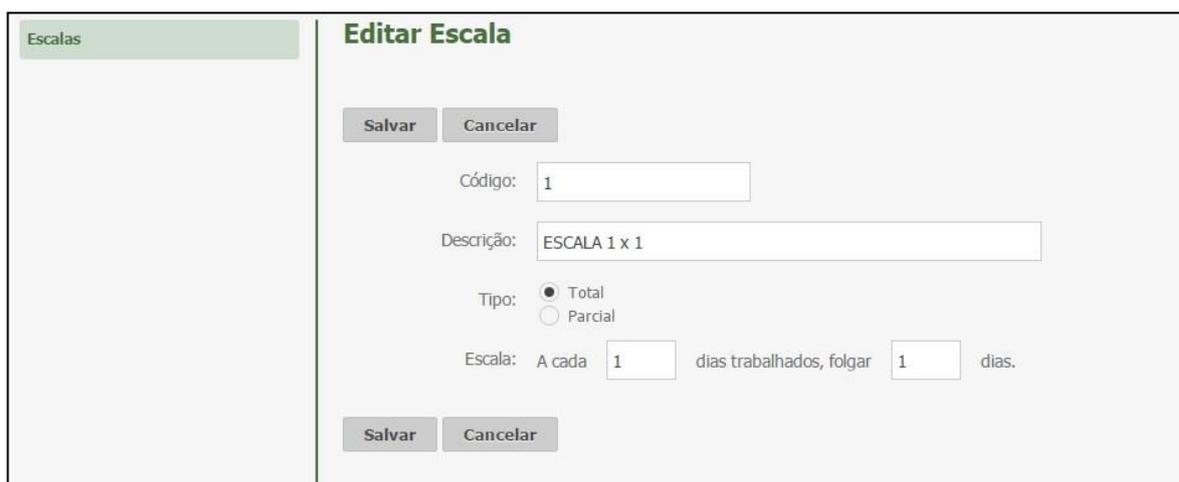 Escalas
Editar Escala
Salvar Cancelar
Código: 1
Descrição: ESCALA 1 x 1
Tipo: Total
Parcial
Escala: A cada 1 dias trabalhados, folgar 1 dias.
Salvar Cancelar